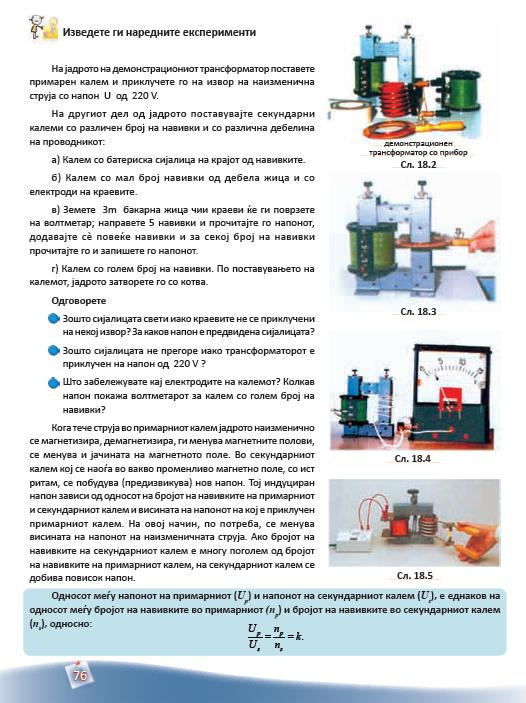 Изведете ги наредните експерименти
На јадрото на демонстрациониот трансформатор поставете
примарен калем и приклучете го на извор на наизменична
струја со напон U од 220 V.
На другиот дел од јадрото поставувајте секундарни
калеми со различен број на навивки и со различна дебелина
на проводникот:
а) Калем со батериска сијалица на крајот од навивките.
б) Калем со мал број навивки од дебела жица и со
електроди на краевите.
в) Земете 3m бакарна жица чии краеви ќе ги поврзете
на волтметар; направете 5 навивки и прочитајте го напонот,
додавајте сѐ повеќе навивки и за секој број на навивки
прочитајте го и запишете го напонот.
г) Калем со голем број на навивки. По поставувањето на
калемот, јадрото затворете го со котва.
Одговорете
Зошто сијалицата свети иако краевите не се приклучени
на некој извор? За каков напон е предвидена сијалицата?
Зошто сијалицата не прегоре иако трансформаторот е
приклучен на напон од 220 V ?
Што забележувате кај електродите на калемот? Колкав
напон покажа волтметарот за калем со голем број на
навивки?
Кога тече струја во примарниот калем јадрото наизменично
се магнетизира, демагнетизира, ги менува магнетните полови,
се менува и јачината на магнетното поле. Во секундарниот
калем кој се наоѓа во вакво променливо магнетно поле, со ист
ритам, се побудува (предизвикува) нов напон. Тој индуциран
напон зависи од односот на бројот на навивките на примарниот
и секундарниот калем и висината на напонот на кој е приклучен
примарниот калем. На овој начин, по потреба, се менува
висината на напонот на наизменичната струја. Ако бројот на
навивките на секундарниот калем е многу поголем од бројот
на навивките на примарниот калем, на секундарниот калем се
добива повисок напон.
демонстрационен
трансформатор со прибор
Сл. 18.2
Сл. 18.3
0 5 10 15
Сл. 18.4
Сл. 18.5
Односот меѓу напонот на примарниот (Uₚ) и напонот на секундарниот калем (Uₛ), е еднаков на
односот меѓу бројот на навивките во примарниот (nₚ) и бројот на навивките во секундарниот калем
(nₛ), односно:
Uₚ/Uₛ = nₚ/nₛ = k.
76